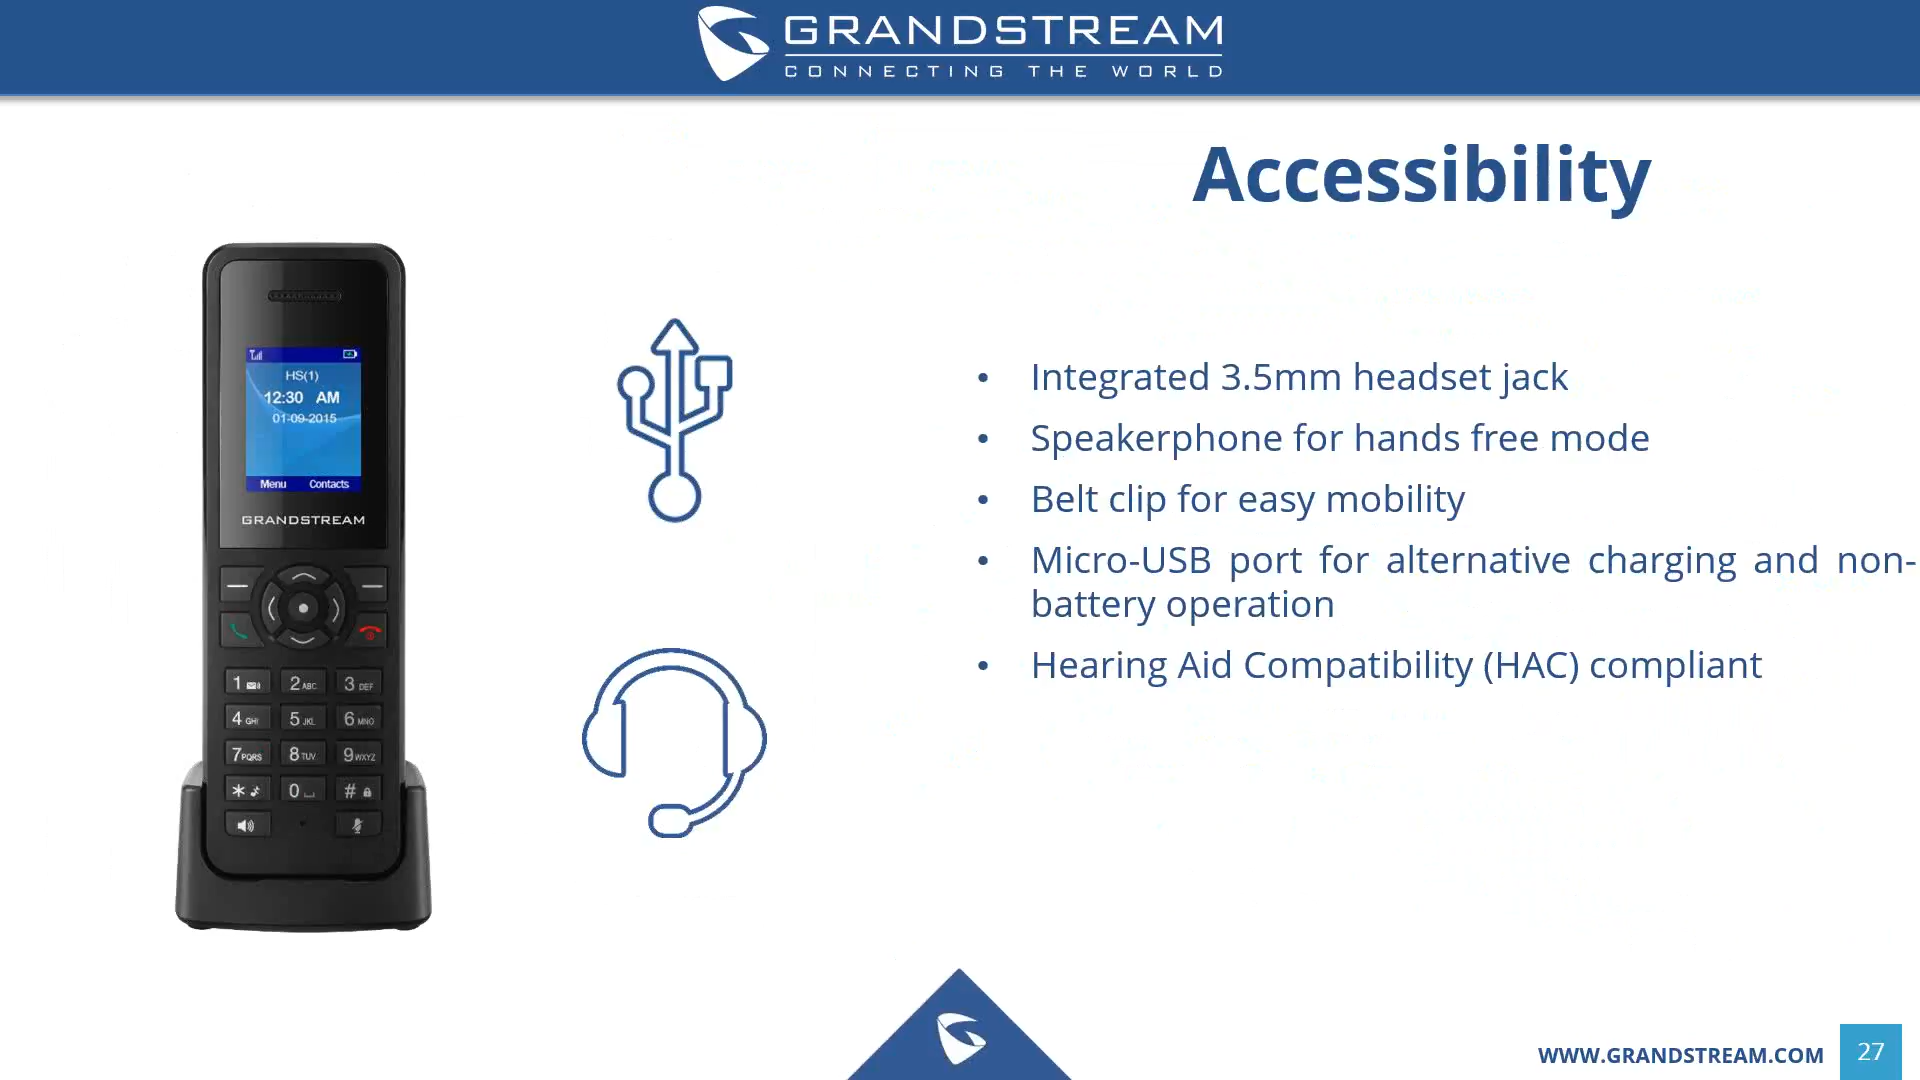 GRANDSTREAM
CONNECTING THE WORLD
Accessibility
HS(1)
12:30 AM
01-09-2015
Menu Contacts
GRANDSTREAM
1 2 ABC 3 DEF
4 GHI 5 JKL 6 MNO
7 PQRS 8 TUV 9 WXYZ
* 0 #
• Integrated 3.5mm headset jack
• Speakerphone for hands free mode
• Belt clip for easy mobility
• Micro-USB port for alternative charging and non-
battery operation
• Hearing Aid Compatibility (HAC) compliant
WWW.GRANDSTREAM.COM 27